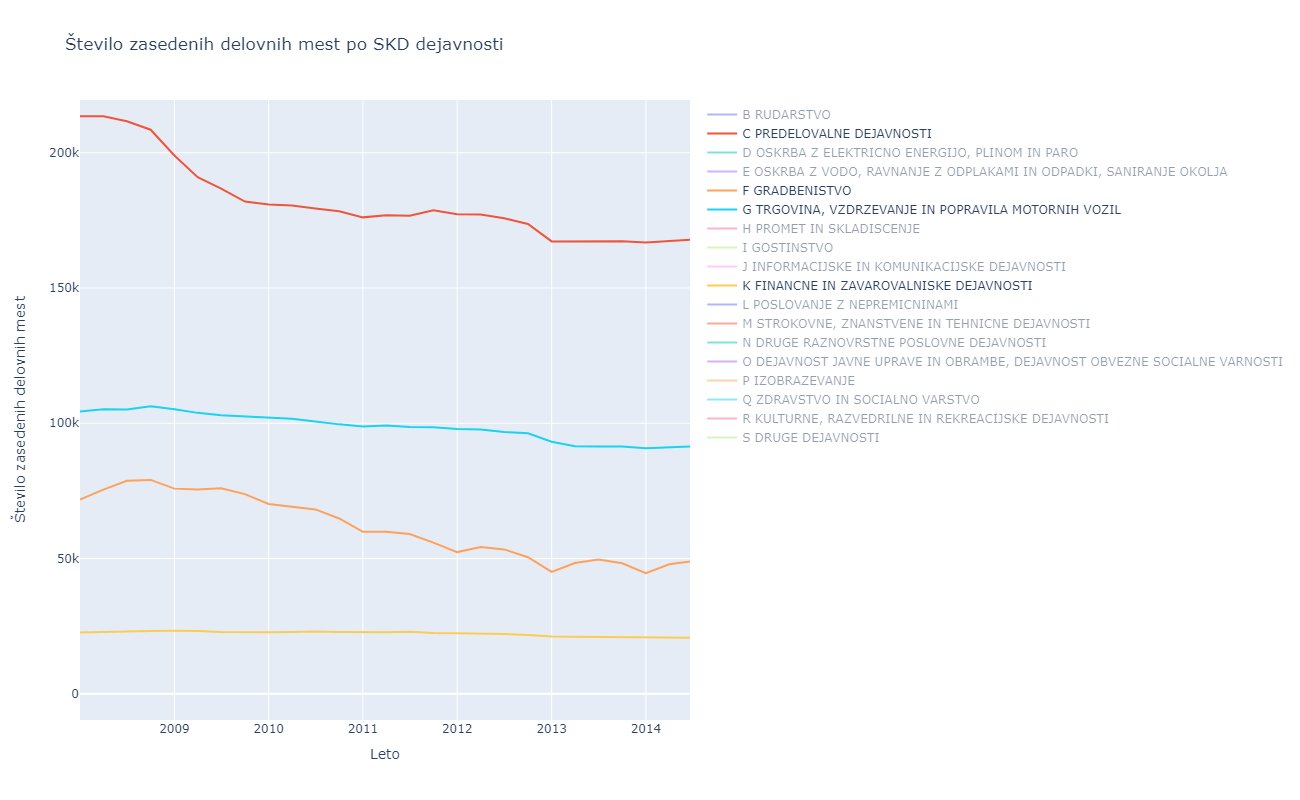 Število zasedenih delovnih mest po SKD dejavnosti
Število zasedenih delovnih mest
200k
150k
100k
50k
0
2009
2010
2011
2012
2013
2014
Leto
B RUDARSTVO
C PREDELOVALNE DEJAVNOSTI
D OSKRBA Z ELEKTRICNO ENERGIJO, PLINOM IN PARO
E OSKRBA Z VODO, RAVNANJE Z ODPLAKAMI IN ODPADKI, SANIRANJE OKOLJA
F GRADBENISTVO
G TRGOVINA, VZDRZEVANJE IN POPRAVILA MOTORNIH VOZIL
H PROMET IN SKLADISCENJE
I GOSTINSTVO
J INFORMACIJSKE IN KOMUNIKACIJSKE DEJAVNOSTI
K FINANCNE IN ZAVAROVALNISKE DEJAVNOSTI
L POSLOVANJE Z NEPREMICNINAMI
M STROKOVNE, ZNANSTVENE IN TEHNICNE DEJAVNOSTI
N DRUGE RAZNOVRSTNE POSLOVNE DEJAVNOSTI
O DEJAVNOST JAVNE UPRAVE IN OBRAMBE, DEJAVNOST OBVEZNE SOCIALNE VARNOSTI
P IZOBRAZEVANJE
Q ZDRAVSTVO IN SOCIALNO VARSTVO
R KULTURNE, RAZVEDRILNE IN REKREACIJSKE DEJAVNOSTI
S DRUGE DEJAVNOSTI